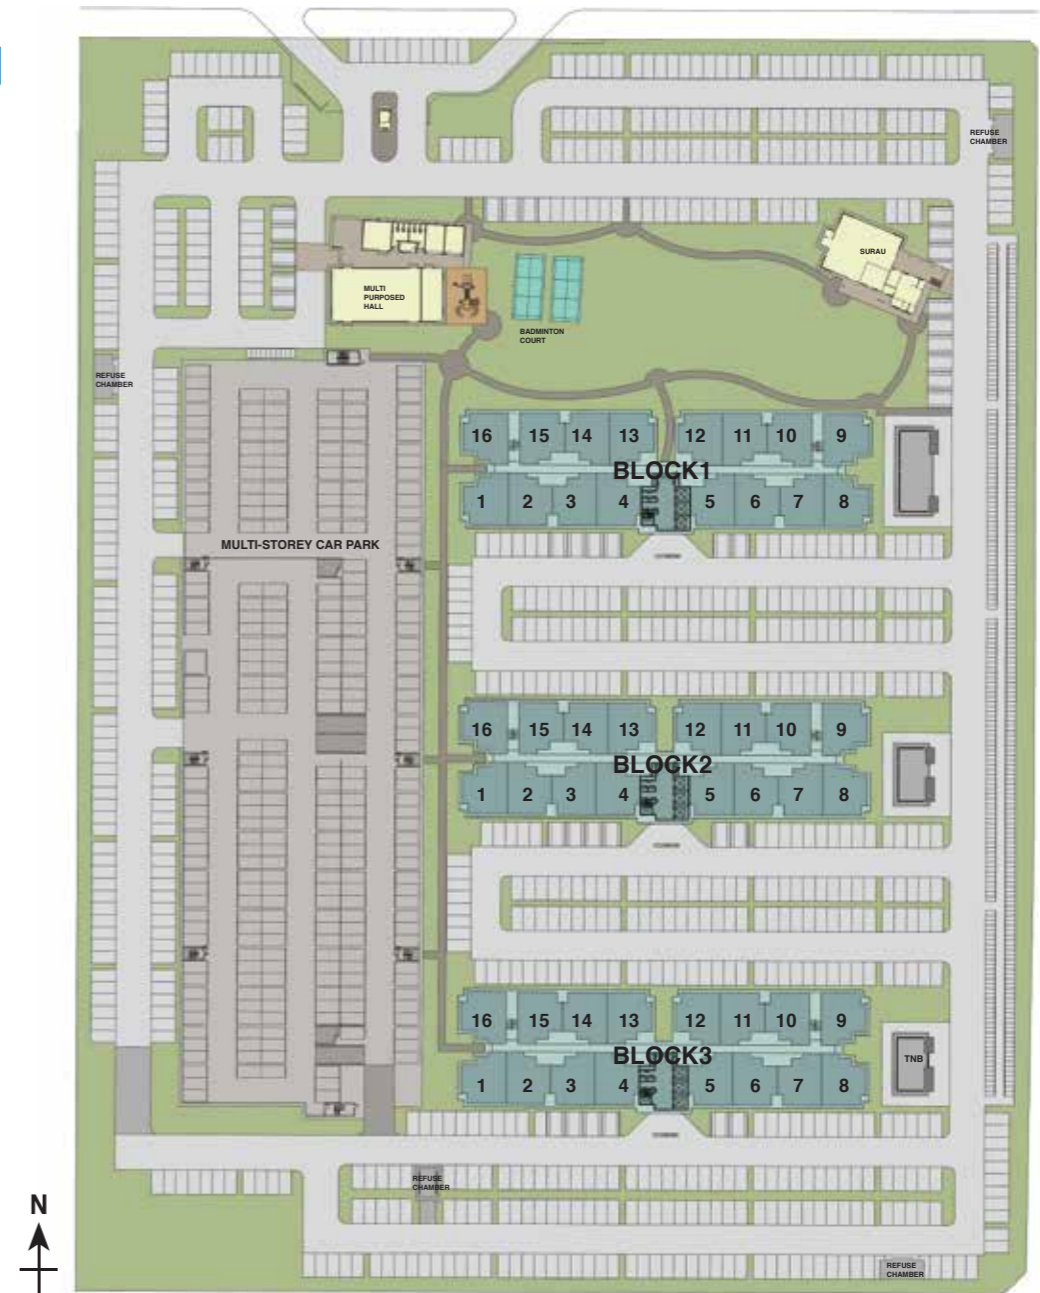 REFUSE
CHAMBER
SURAU
MULTI
PURPOSED
HALL
BADMINTON
COURT
REFUSE
CHAMBER
16 15 14 13 12 11 10 9
BLOCK1
1 2 3 4 5 6 7 8
MULTI-STOREY CAR PARK
16 15 14 13 12 11 10 9
BLOCK2
1 2 3 4 5 6 7 8
16 15 14 13 12 11 10 9
BLOCK3
TNB
1 2 3 4 5 6 7 8
REFUSE
CHAMBER
N
REFUSE
CHAMBER